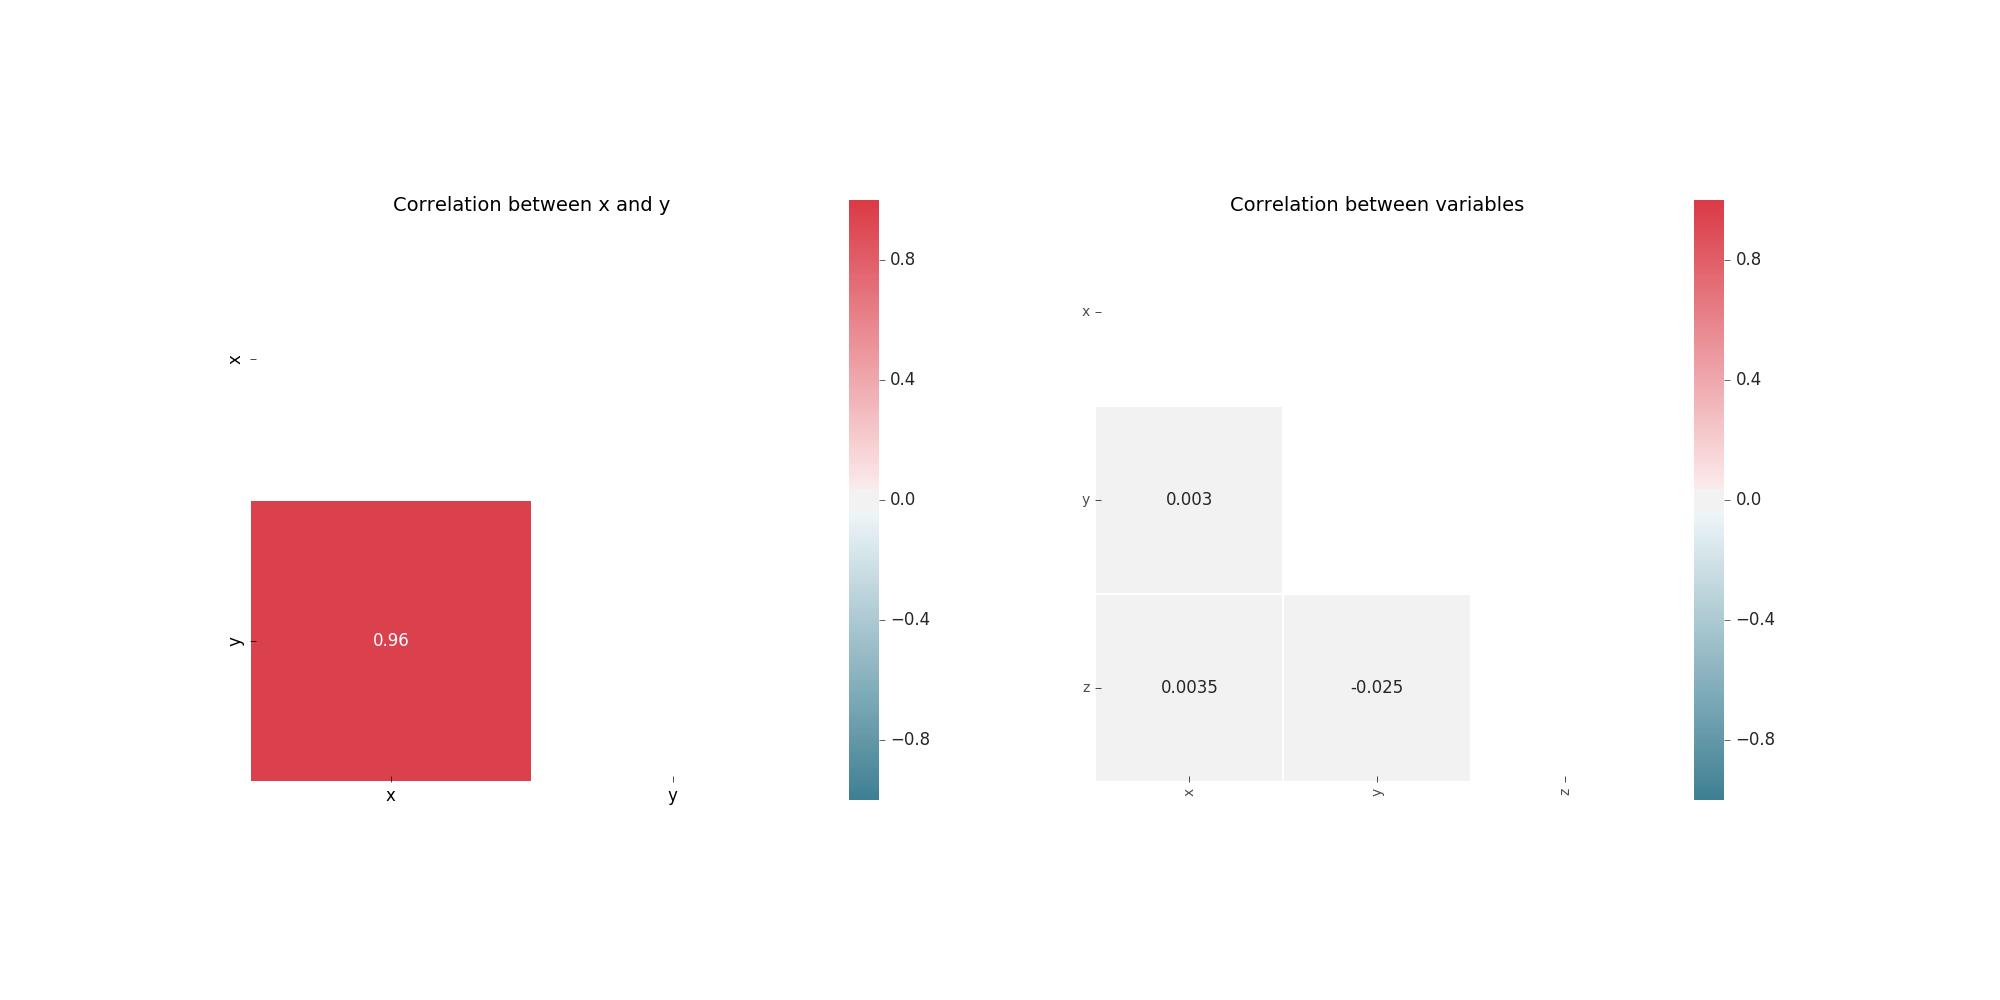 Correlation between x and y
x
y
0.96
x y
0.8
0.4
0.0
−0.4
−0.8
Correlation between variables
x
y
z
0.003
0.0035 -0.025
x y z
0.8
0.4
0.0
−0.4
−0.8